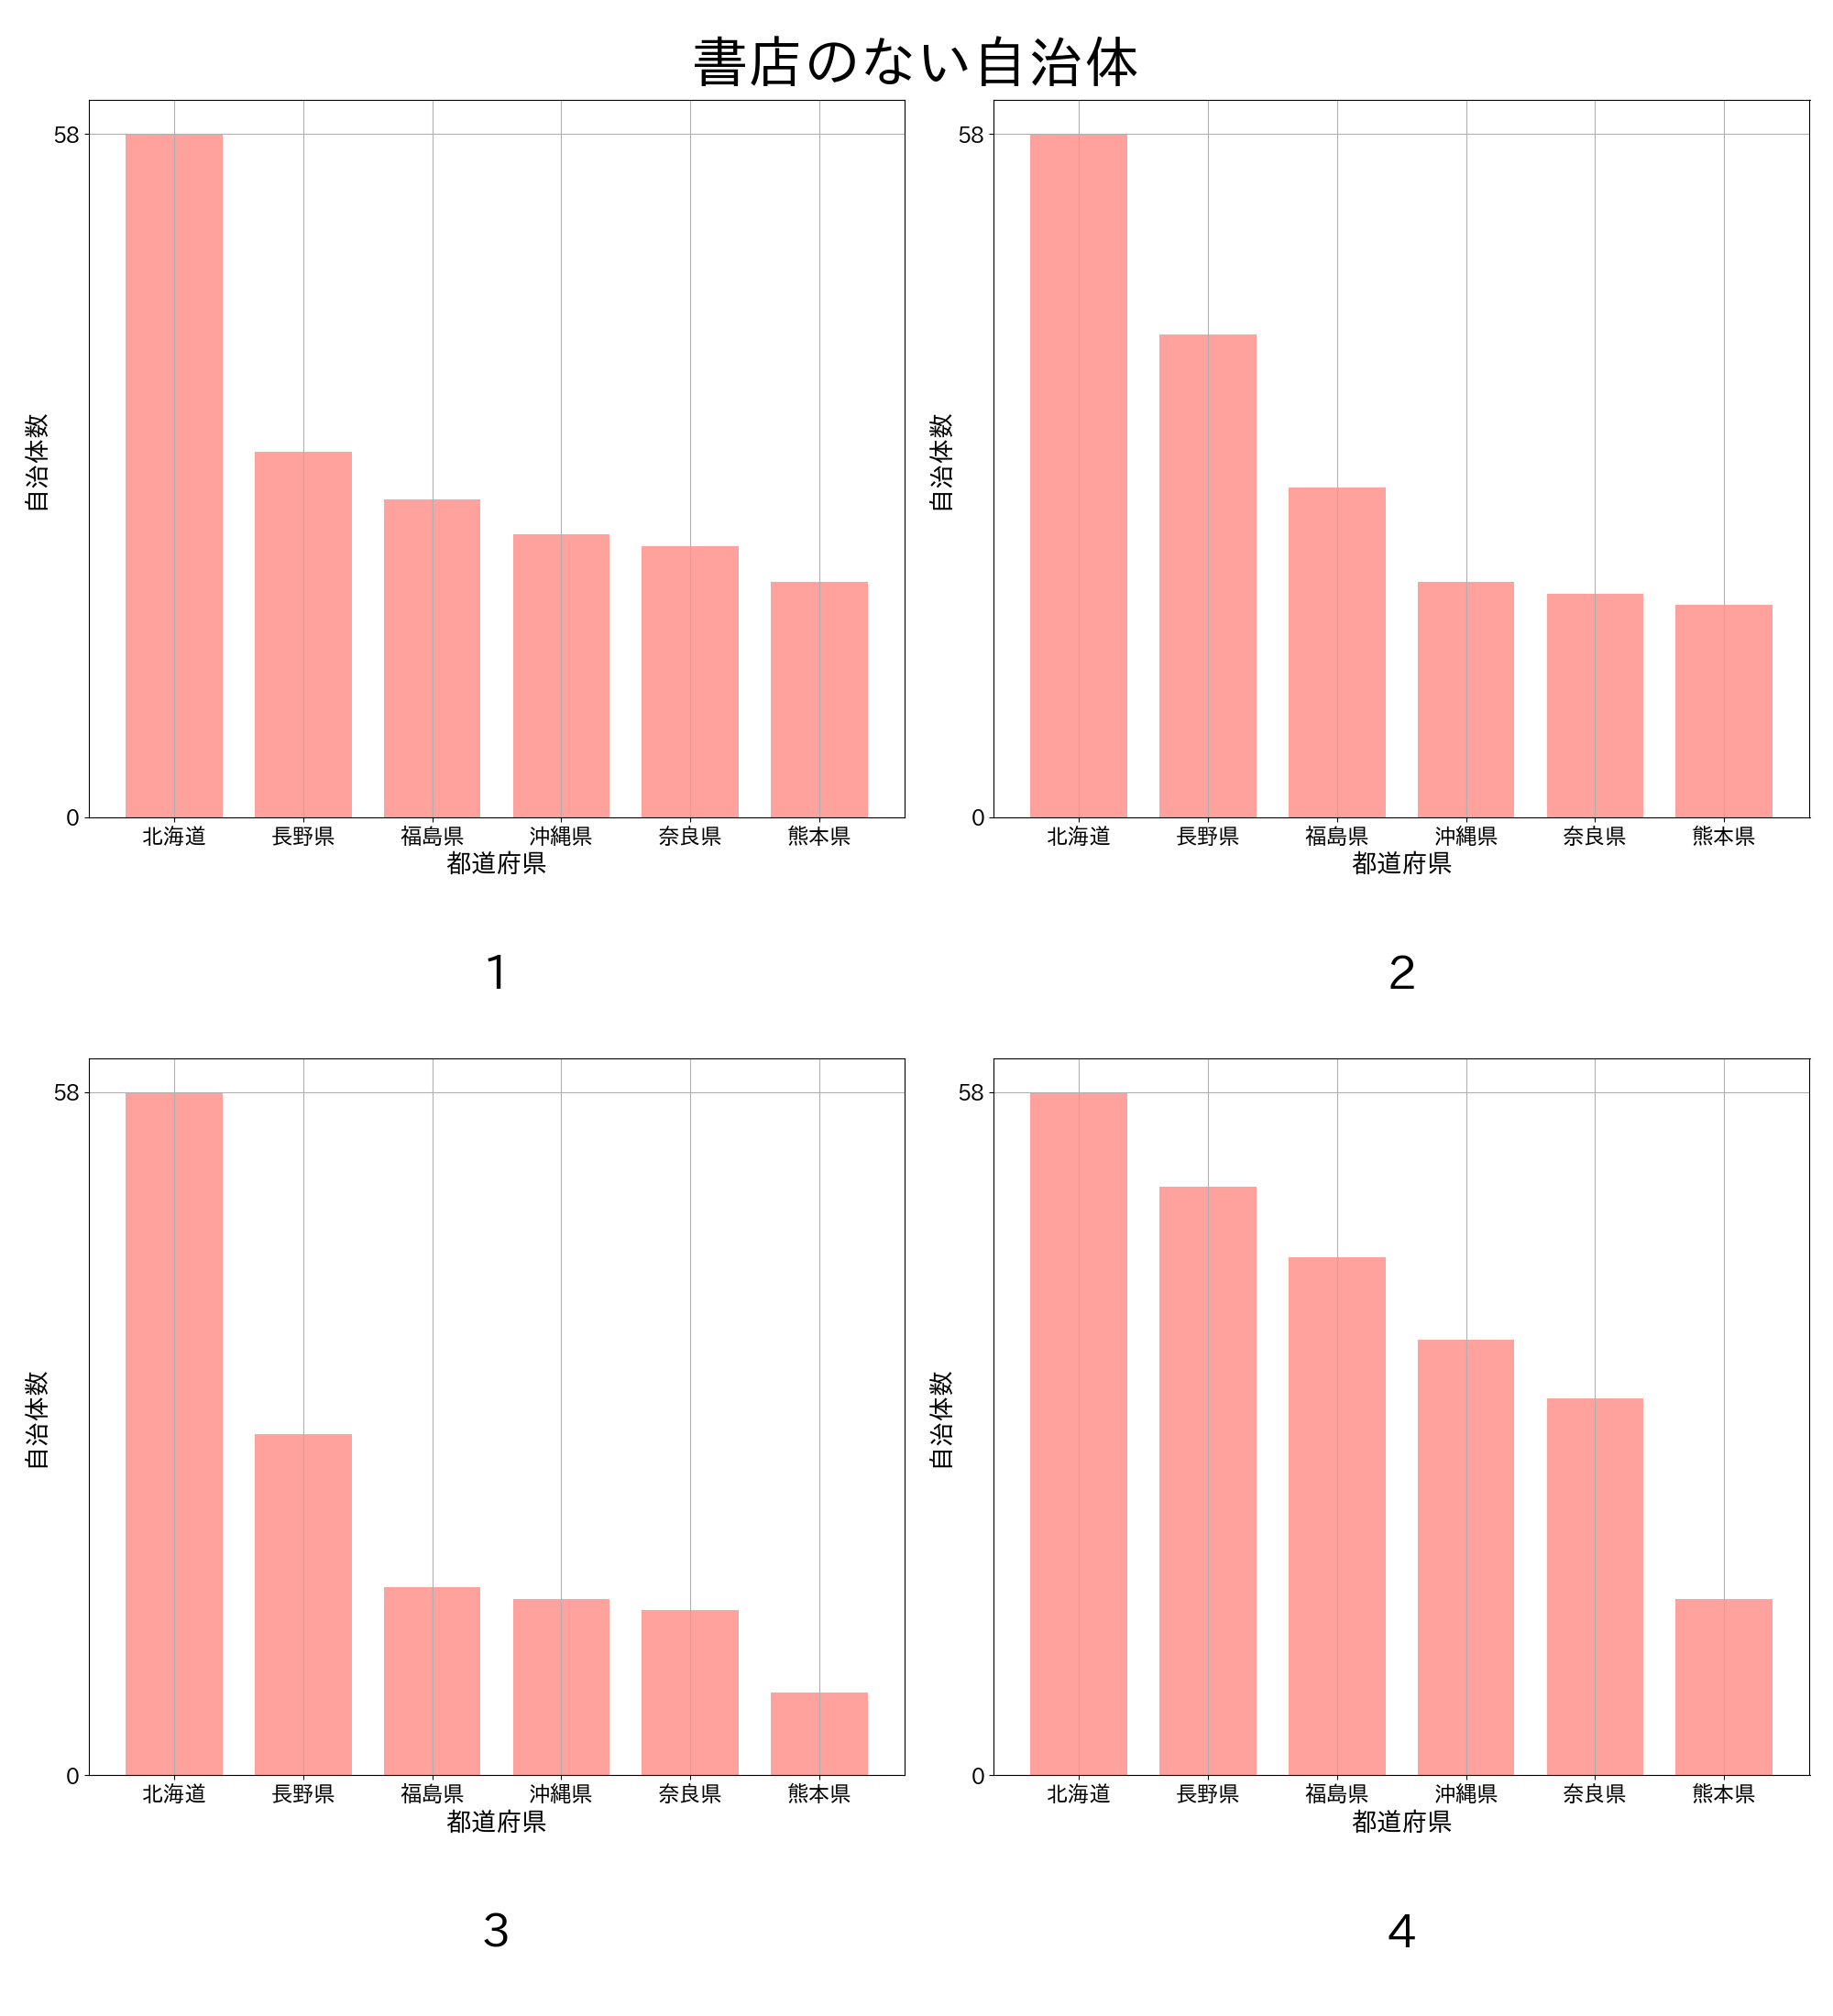 書店のない自治体
58
0
自治体数
北海道 長野県 福島県 沖縄県 奈良県 熊本県
都道府県
1
58
0
自治体数
北海道 長野県 福島県 沖縄県 奈良県 熊本県
都道府県
2
58
0
自治体数
北海道 長野県 福島県 沖縄県 奈良県 熊本県
都道府県
3
58
0
自治体数
北海道 長野県 福島県 沖縄県 奈良県 熊本県
都道府県
4